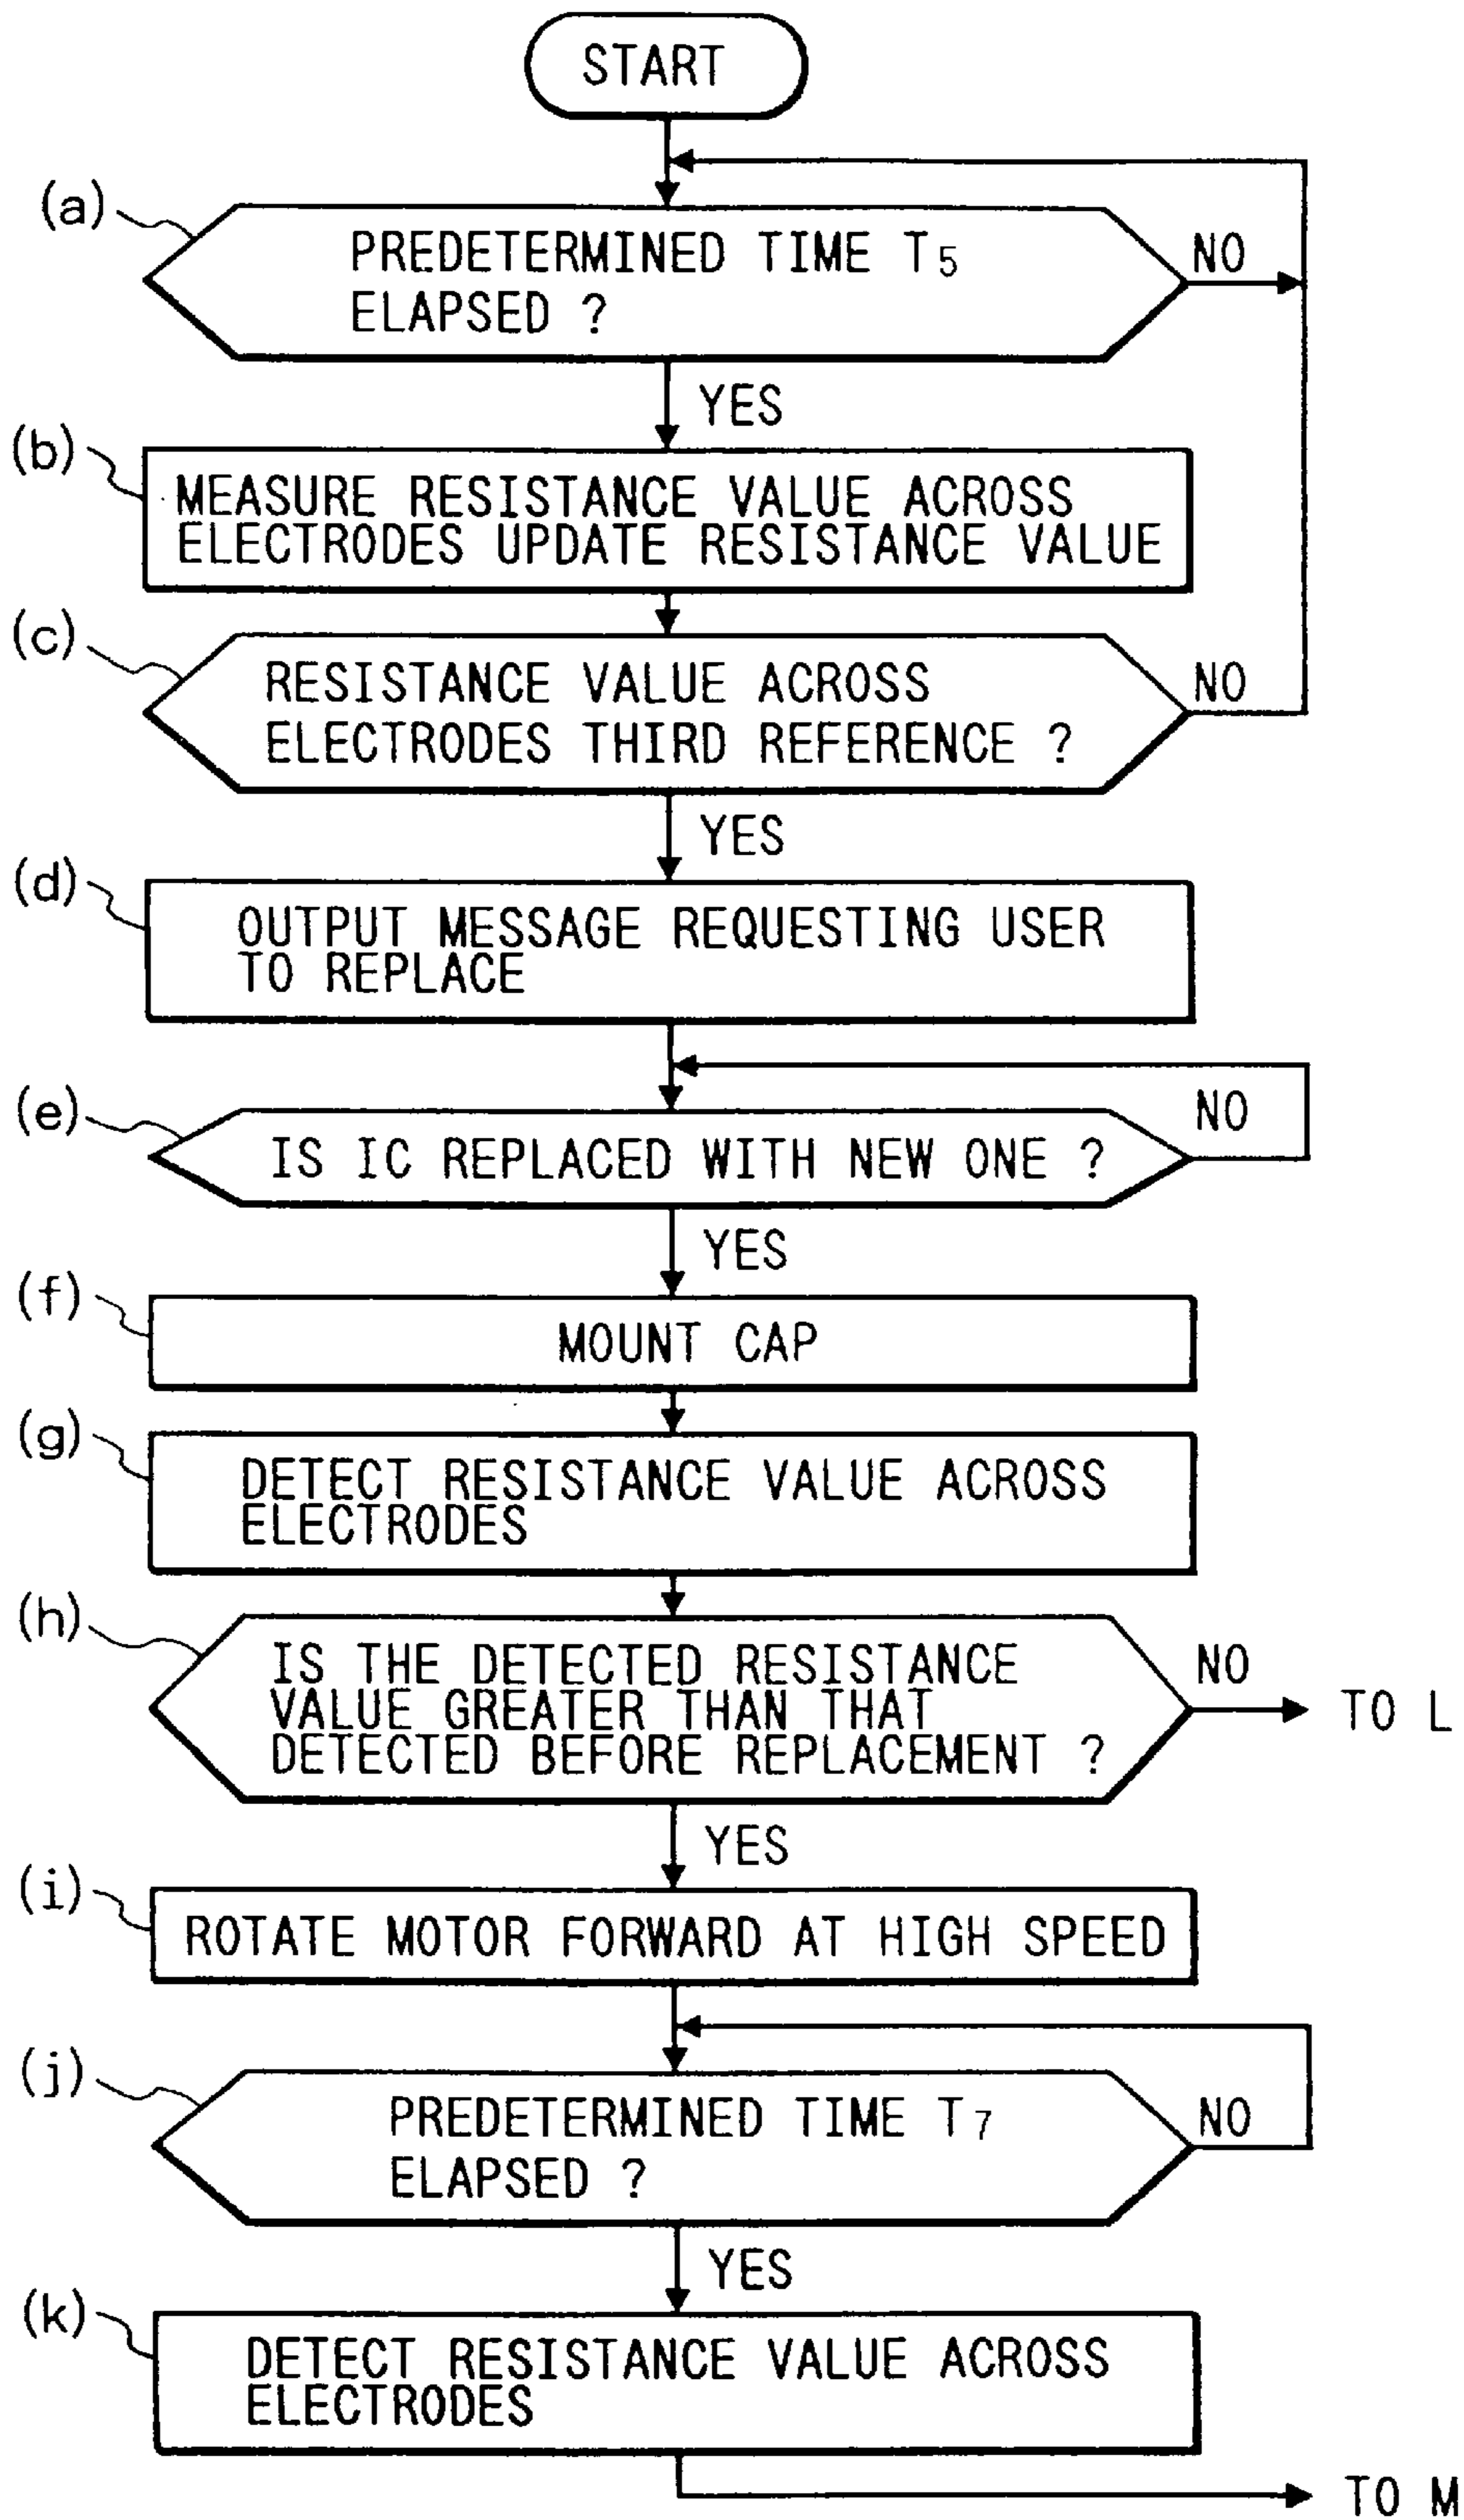 START
(a)
PREDETERMINED TIME T5
ELAPSED ?
NO
YES
(b)
MEASURE RESISTANCE VALUE ACROSS
ELECTRODES UPDATE RESISTANCE VALUE
(c)
RESISTANCE VALUE ACROSS
ELECTRODES THIRD REFERENCE ?
NO
YES
(d)
OUTPUT MESSAGE REQUESTING USER
TO REPLACE
(e)
IS IC REPLACED WITH NEW ONE ?
NO
YES
(f)
MOUNT CAP
(g)
DETECT RESISTANCE VALUE ACROSS
ELECTRODES
(h)
IS THE DETECTED RESISTANCE
VALUE GREATER THAN THAT
DETECTED BEFORE REPLACEMENT ?
NO
TO L
YES
(i)
ROTATE MOTOR FORWARD AT HIGH SPEED
(j)
PREDETERMINED TIME T7
ELAPSED ?
NO
YES
(k)
DETECT RESISTANCE VALUE ACROSS
ELECTRODES
TO M